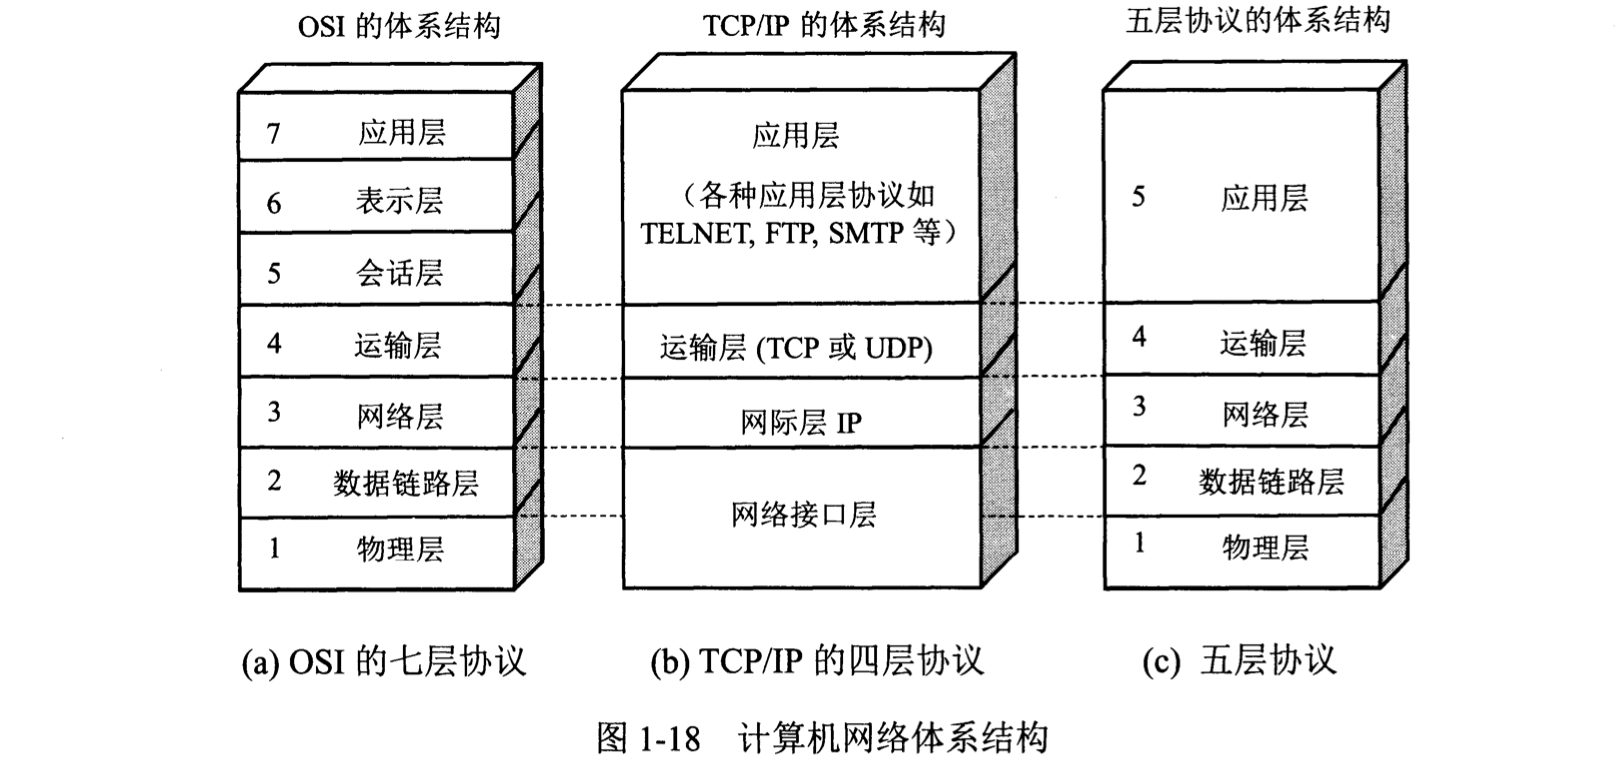 OSI 的体系结构
7 应用层
6 表示层
5 会话层
4 运输层
3 网络层
2 数据链路层
1 物理层
(a) OSI 的七层协议
TCP/IP 的体系结构
应用层
（各种应用层协议如
TELNET, FTP, SMTP 等）
运输层 (TCP 或 UDP)
网际层 IP
网络接口层
(b) TCP/IP 的四层协议
五层协议的体系结构
5 应用层
4 运输层
3 网络层
2 数据链路层
1 物理层
(c) 五层协议
图 1-18 计算机网络体系结构